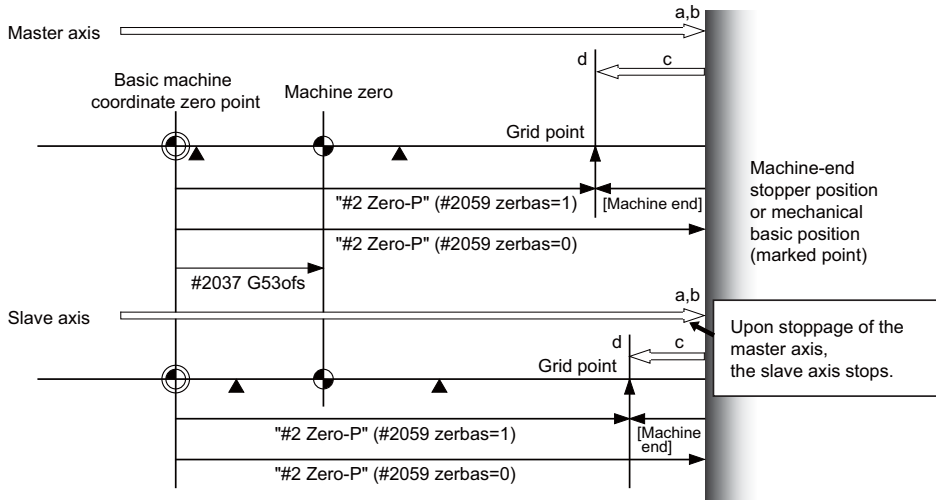 a,b
Master axis
d
c
Basic machine
coordinate zero point
Machine zero
Grid point
Machine-end
stopper position
or mechanical
basic position
(marked point)
"#2 Zero-P" (#2059 zerbas=1)
[Machine end]
"#2 Zero-P" (#2059 zerbas=0)
#2037 G53ofs
a,b
Slave axis
Upon stoppage of the
master axis,
the slave axis stops.
d
c
Grid point
"#2 Zero-P" (#2059 zerbas=1)
[Machine
end]
"#2 Zero-P" (#2059 zerbas=0)